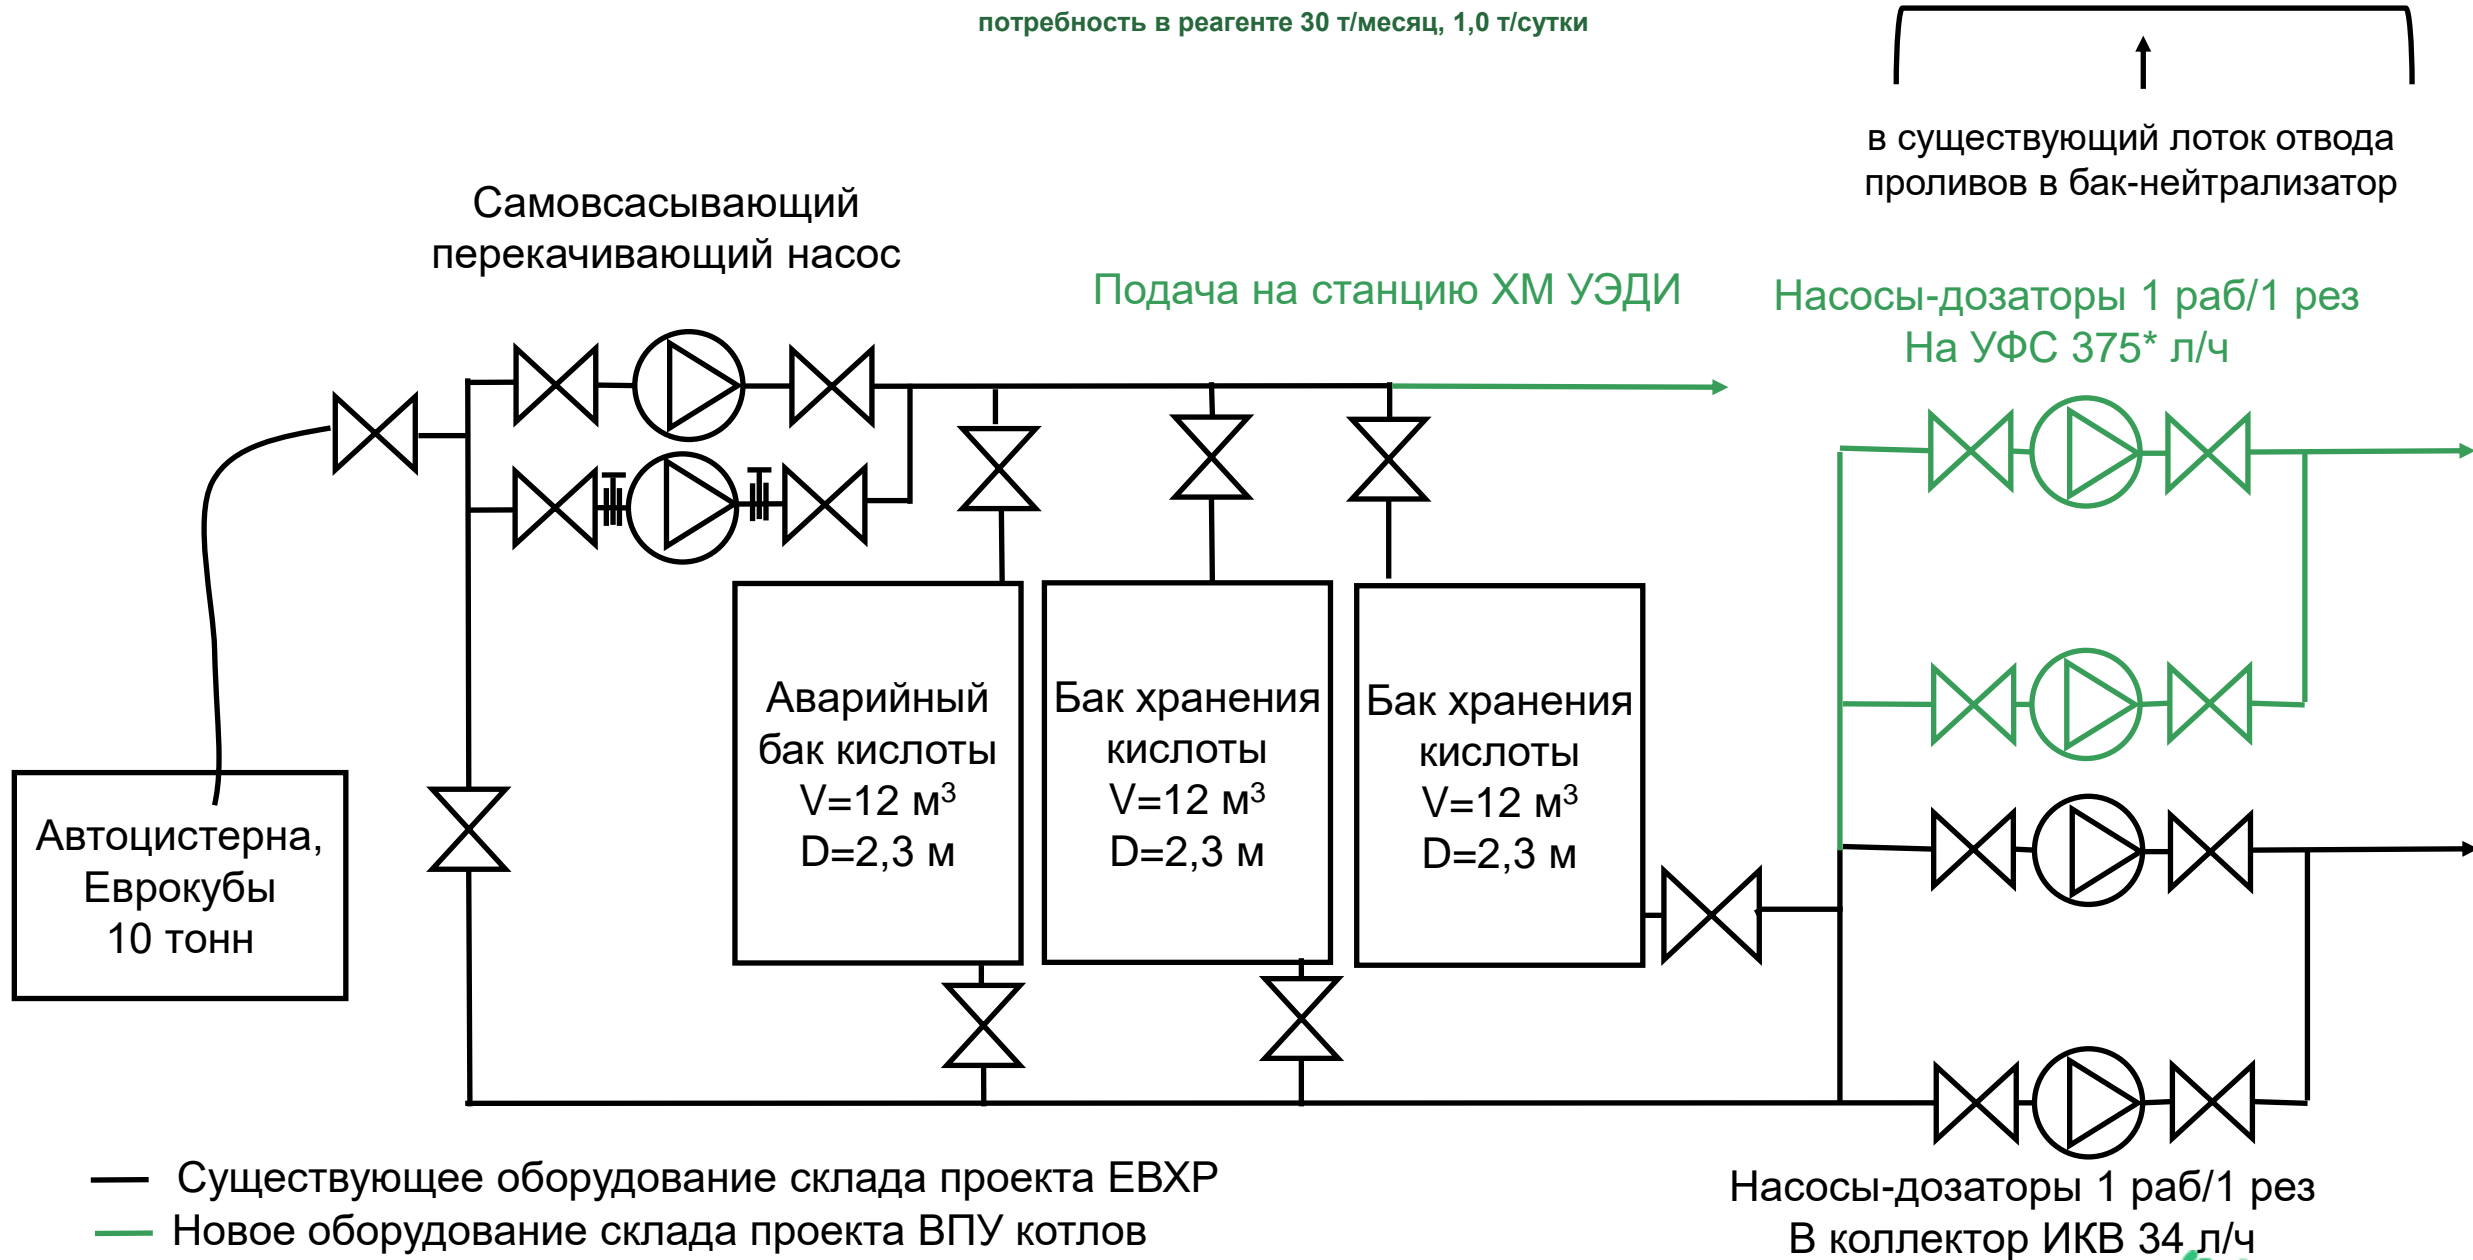 потребность в реагенте 30 т/месяц, 1,0 т/сутки
в существующий лоток отвода
проливов в бак-нейтрализатор
Самовсасывающий
перекачивающий насос
Подача на станцию ХМ УЭДИ
Насосы-дозаторы 1 раб/1 рез
На УФС 375* л/ч
Аварийный
бак кислоты
V=12 м³
D=2,3 м
Бак хранения
кислоты
V=12 м³
D=2,3 м
Бак хранения
кислоты
V=12 м³
D=2,3 м
Автоцистерна,
Еврокубы
10 тонн
Существующее оборудование склада проекта ЕВХР
Новое оборудование склада проекта ВПУ котлов
Насосы-дозаторы 1 раб/1 рез
В коллектор ИКВ 34 л/ч